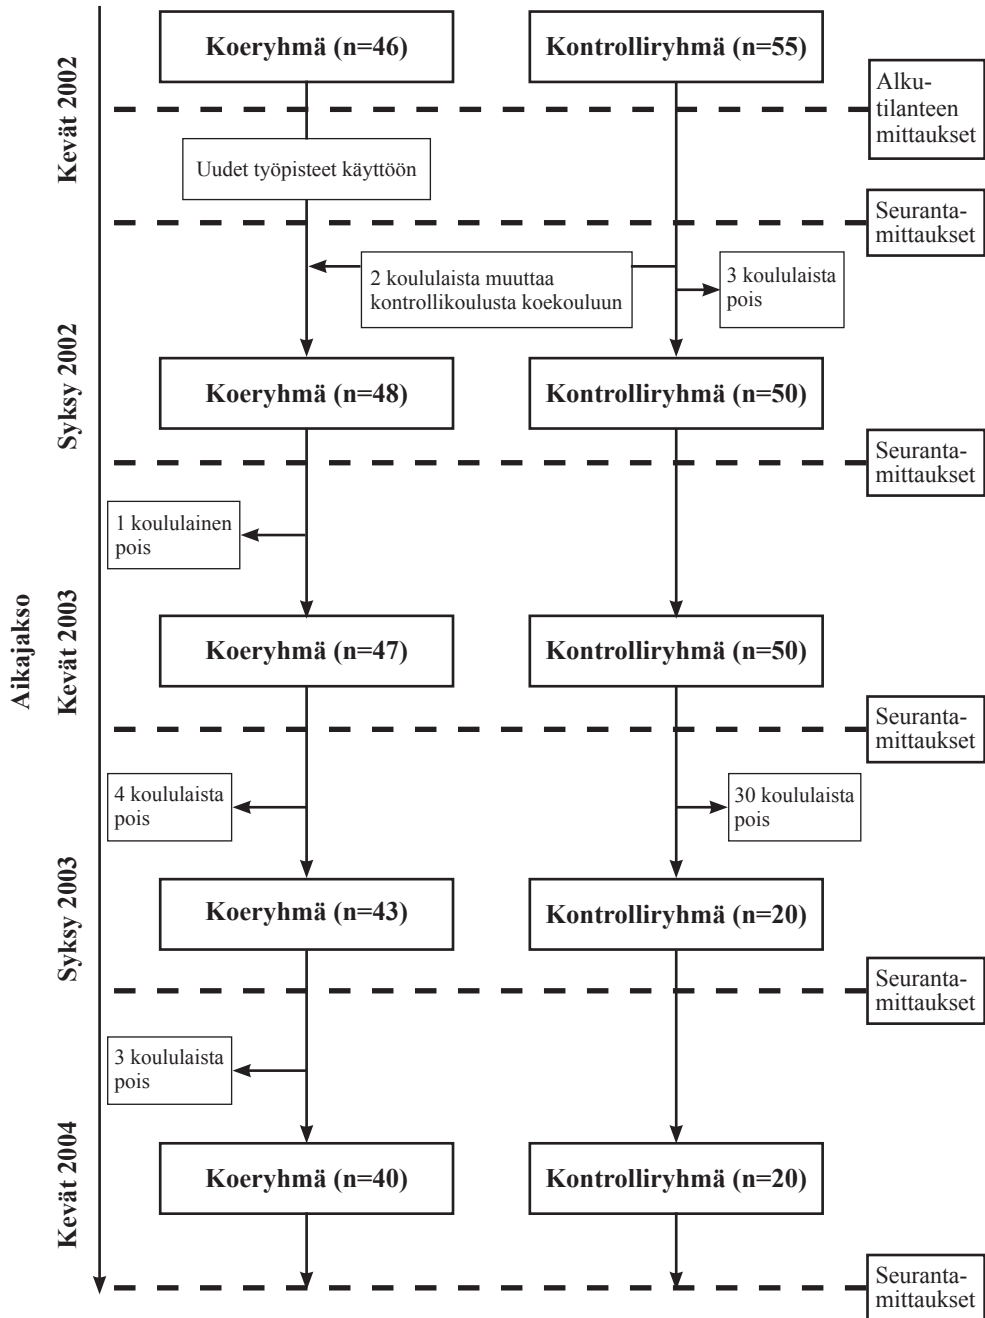 Koeryhmä (n=46)
Kontrolliryhmä (n=55)
Kevät 2002
Alku-
tilanteen
mittaukset
Uudet työpisteet käyttöön
Seuranta-
mittaukset
2 koululaista muuttaa
kontrollikoulusta koekouluun
3 koululaista
pois
Syksy 2002
Koeryhmä (n=48)
Kontrolliryhmä (n=50)
Seuranta-
mittaukset
1 koululainen
pois
Aikajakso
Kevät 2003
Koeryhmä (n=47)
Kontrolliryhmä (n=50)
Seuranta-
mittaukset
4 koululaista
pois
30 koululaista
pois
Syksy 2003
Koeryhmä (n=43)
Kontrolliryhmä (n=20)
Seuranta-
mittaukset
3 koululaista
pois
Kevät 2004
Koeryhmä (n=40)
Kontrolliryhmä (n=20)
Seuranta-
mittaukset